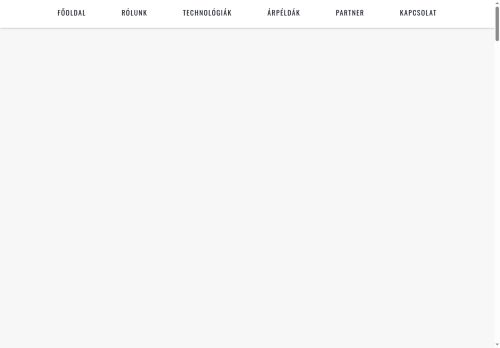 FŐOLDAL RÓLUNK TECHNOLÓGIÁK ÁRPÉLDÁK PARTNER KAPCSOLAT